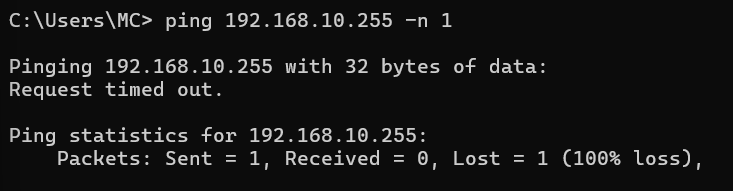 C:\Users\MC> ping 192.168.10.255 -n 1
Pinging 192.168.10.255 with 32 bytes of data:
Request timed out.
Ping statistics for 192.168.10.255:
    Packets: Sent = 1, Received = 0, Lost = 1 (100% loss),